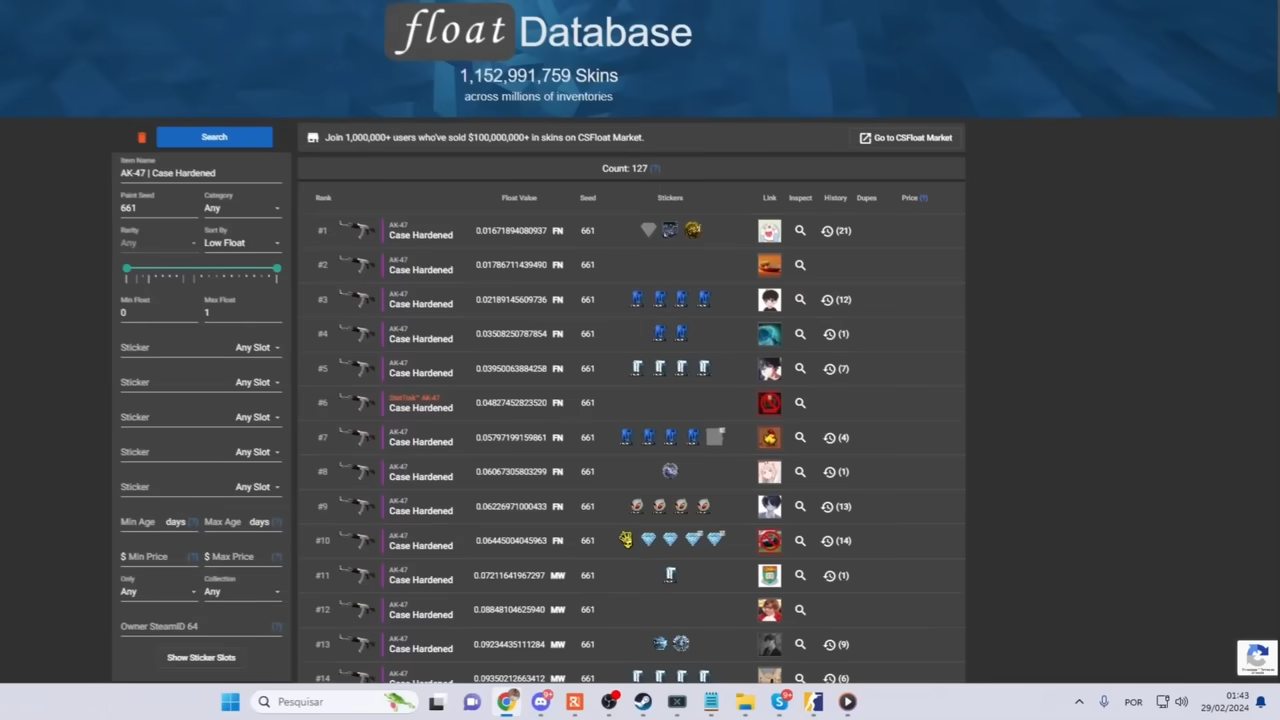 float Database
1,152,991,759 Skins
across millions of inventories
Search
Join 1,000,000+ users who've sold $100,000,000+ in skins on CSFloat Market.
Go to CSFloat Market
Item Name
AK-47 | Case Hardened
Paint Seed
Category
661
Any
Rarity
Sort By
Any
Low Float
Min Float
Max Float
0
1
Sticker Any Slot
Sticker Any Slot
Sticker Any Slot
Sticker Any Slot
Sticker Any Slot
Min Age days (?) Max Age days (?)
$ Min Price (?) $ Max Price (?)
Only
Collection
Any
Any
Owner SteamID 64 (?)
Show Sticker Slots
Count: 127 (?)
Rank Float Value Seed Stickers Link Inspect History Dupes Price (?)
#1 AK-47 Case Hardened 0.01671894080937 FN 661 (21)
#2 AK-47 Case Hardened 0.01786711439490 FN 661
#3 AK-47 Case Hardened 0.02189145609736 FN 661 (12)
#4 AK-47 Case Hardened 0.03508250787854 FN 661 (1)
#5 AK-47 Case Hardened 0.03950063884258 FN 661 (7)
#6 StatTrak™ AK-47 Case Hardened 0.04827452823520 FN 661
#7 AK-47 Case Hardened 0.05797199159861 FN 661 (4)
#8 AK-47 Case Hardened 0.06067305803299 FN 661 (1)
#9 AK-47 Case Hardened 0.06226971000433 FN 661 (13)
#10 AK-47 Case Hardened 0.06445004045963 FN 661 (14)
#11 AK-47 Case Hardened 0.07211641967297 MW 661 (1)
#12 AK-47 Case Hardened 0.08848104625940 MW 661
#13 AK-47 Case Hardened 0.09234435111284 MW 661 (9)
#14 AK-47 Case Hardened 0.09350212663412 MW 661 (6)
Pesquisar
POR
01:43
29/02/2024